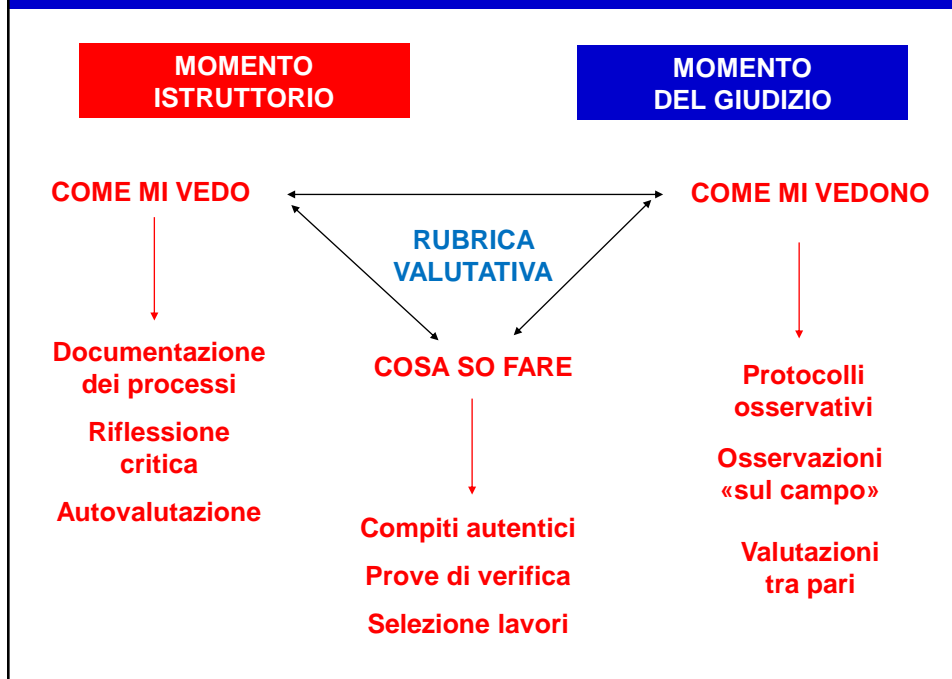 MOMENTO
ISTRUTTORIO
MOMENTO
DEL GIUDIZIO
COME MI VEDO
COME MI VEDONO
RUBRICA
VALUTATIVA
COSA SO FARE
Documentazione
dei processi
Riflessione
critica
Autovalutazione
Compiti autentici
Prove di verifica
Selezione lavori
Protocolli
osservativi
Osservazioni
«sul campo»
Valutazioni
tra pari